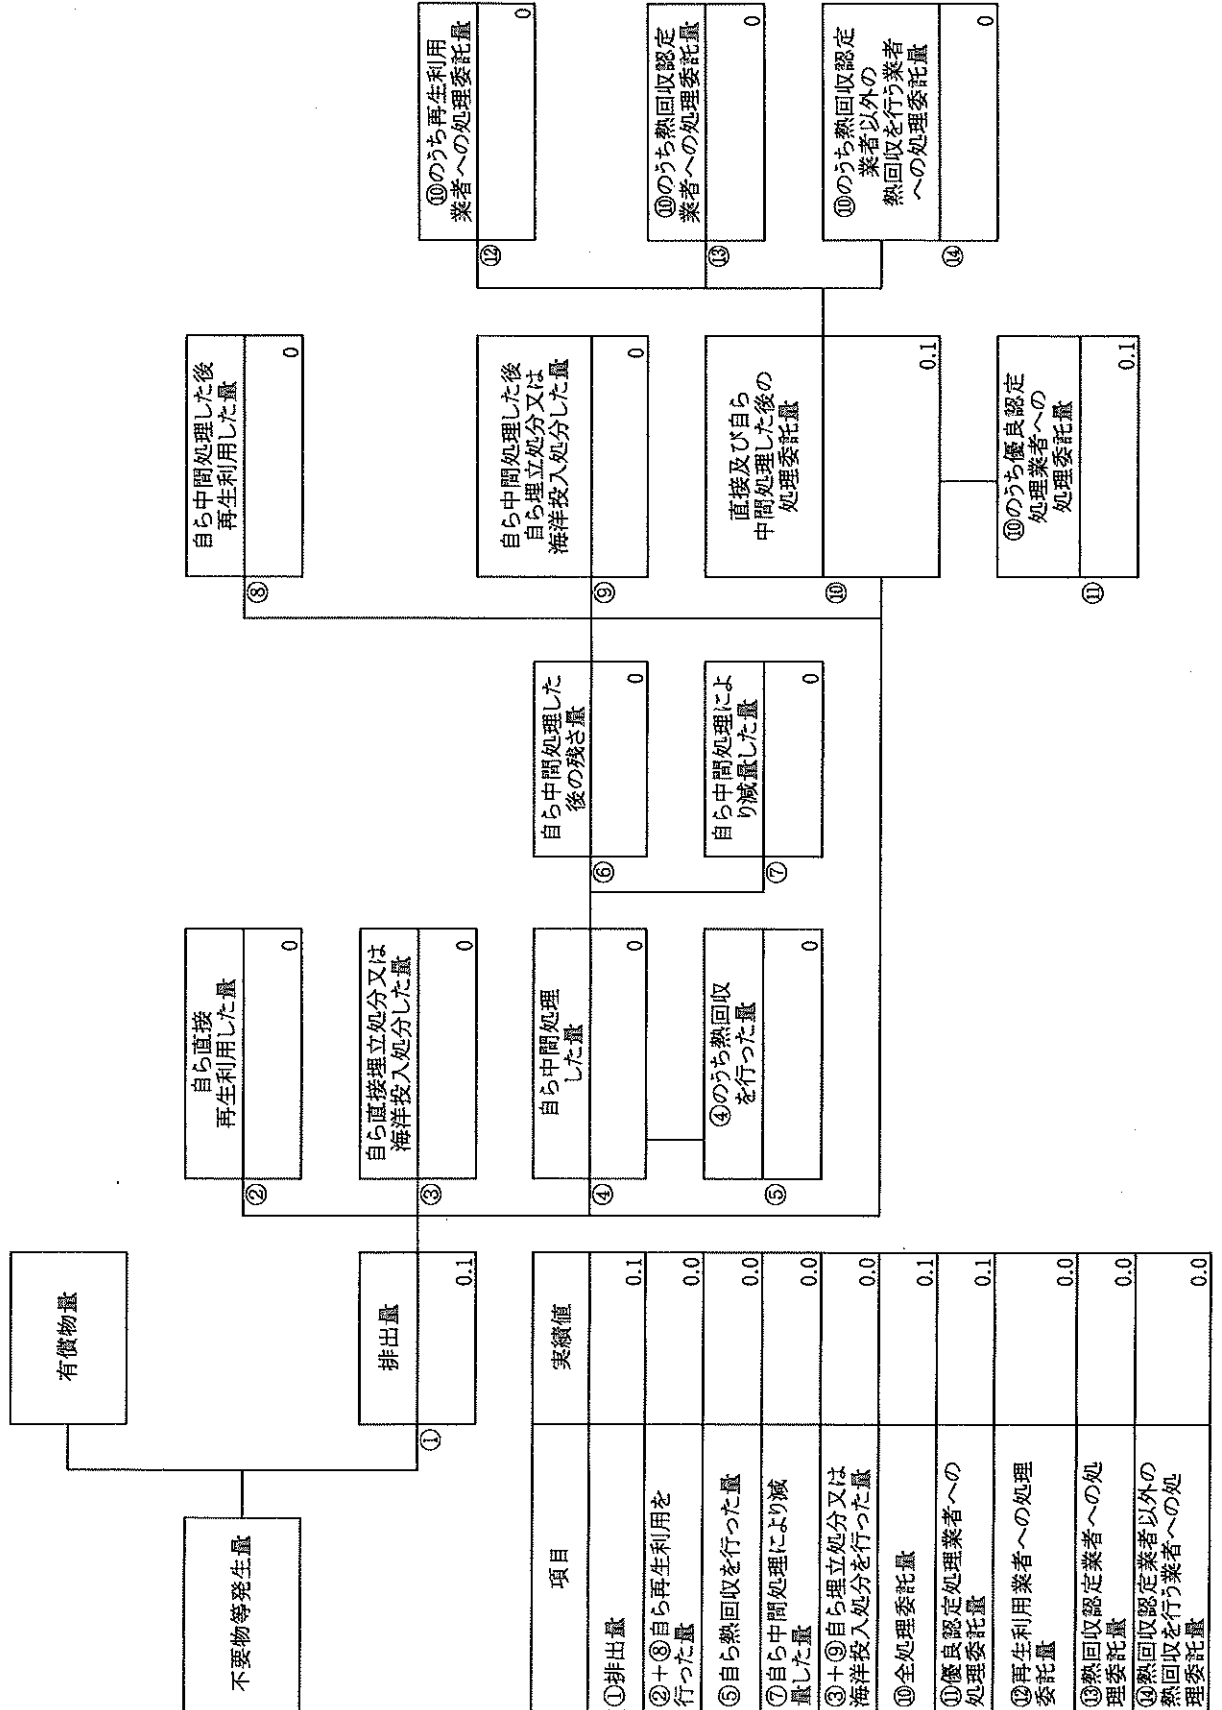 不要物等発生量
有償物量
①
排出量
0.1
②
自ら直接
再生利用した量
0
③
自ら直接埋立処分又は
海洋投入処分した量
0
④
自ら中間処理
した量
0
⑤
④のうち熱回収
を行った量
0
⑥
自ら中間処理した
後の残さ量
0
⑦
自ら中間処理によ
り減量した量
0
⑧
自ら中間処理した後
再生利用した量
0
⑨
自ら中間処理した後
自ら埋立処分又は
海洋投入処分した量
0
⑩
直接及び自ら
中間処理した後の
処理委託量
0.1
⑪
⑩のうち優良認定
処理業者への
処理委託量
0.1
⑫
⑩のうち再生利用
業者への処理委託量
0
⑬
⑩のうち熱回収認定
業者への処理委託量
0
⑭
⑩のうち熱回収認定
業者以外の
熱回収を行う業者
への処理委託量
0
項目 実績値
①排出量 0.1
②+⑧自ら再生利用を
行った量 0.0
⑤自ら熱回収を行った量 0.0
⑦自ら中間処理により減
量した量 0.0
③+⑨自ら埋立処分又は
海洋投入処分を行った量 0.0
⑩全処理委託量 0.1
⑪優良認定処理業者への
処理委託量 0.1
⑫再生利用業者への処理
委託量 0.0
⑬熱回収認定業者への処
理委託量 0.0
⑭熱回収認定業者以外の
熱回収を行う業者への処
理委託量 0.0